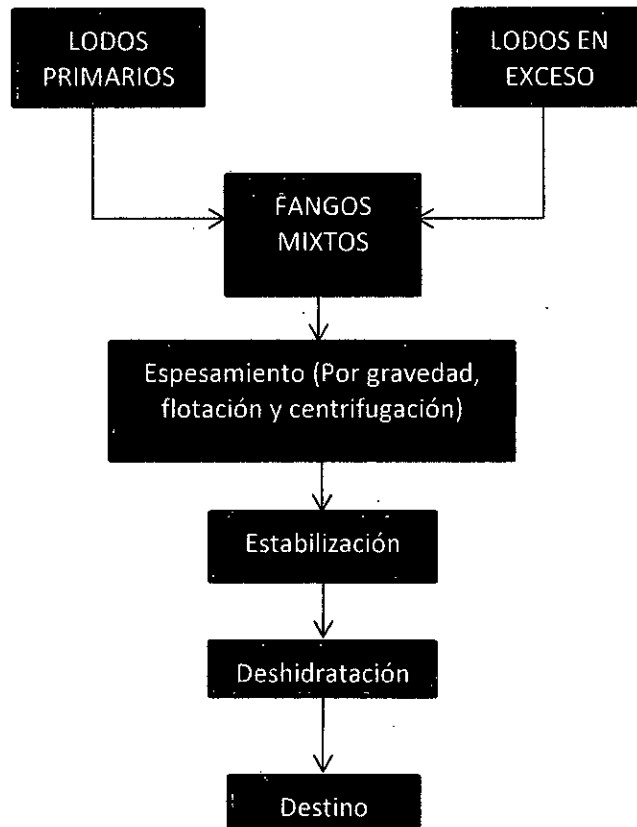 LODOS
PRIMARIOS
LODOS EN
EXCESO
FANGOS
MIXTOS
Espesamiento (Por gravedad,
flotación y centrifugación)
Estabilización
Deshidratación
Destino